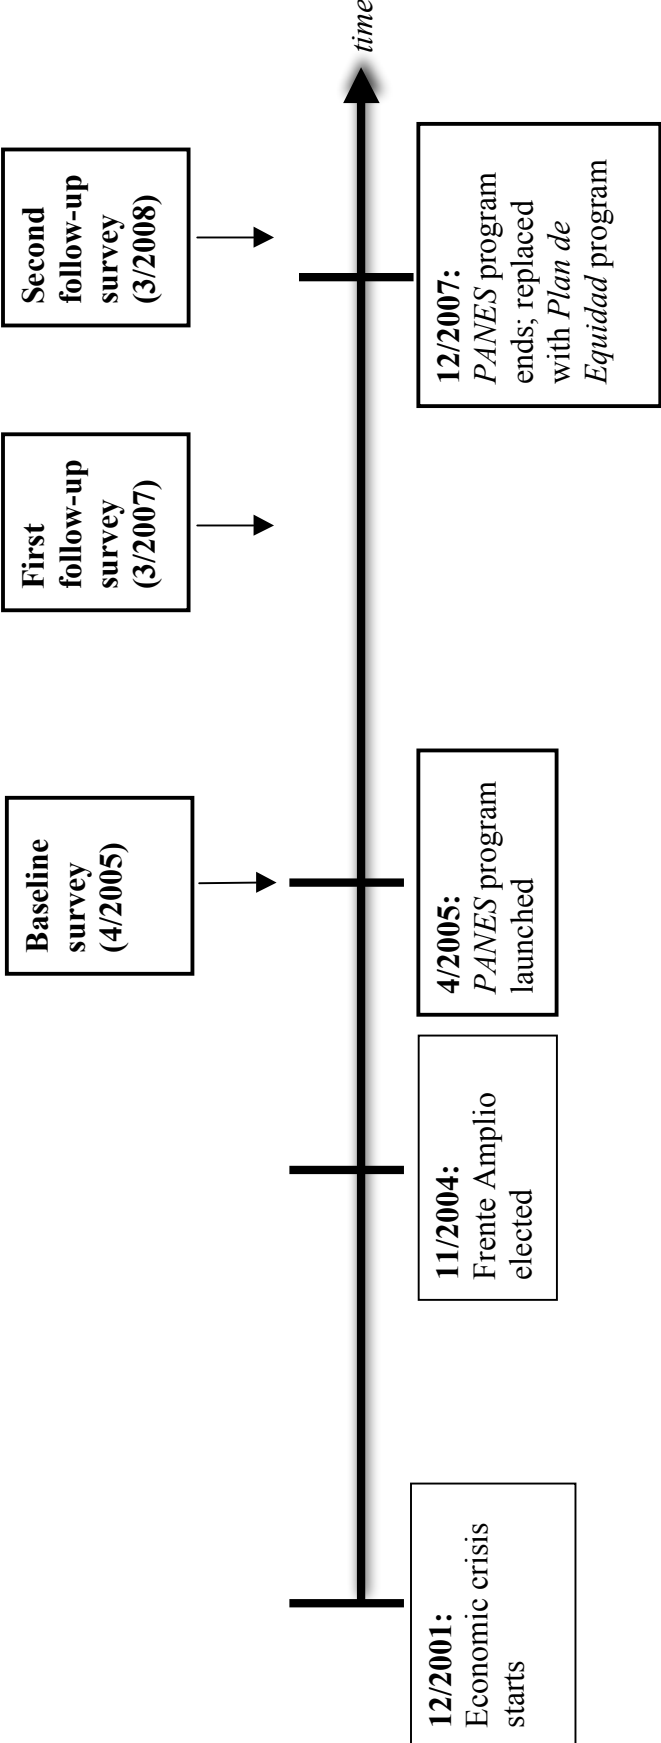 Baseline
survey
(4/2005)
First
follow-up
survey
(3/2007)
Second
follow-up
survey
(3/2008)
time
12/2001:
Economic crisis
starts
11/2004:
Frente Amplio
elected
4/2005:
PANES program
launched
12/2007:
PANES program
ends; replaced
with Plan de
Equidad program